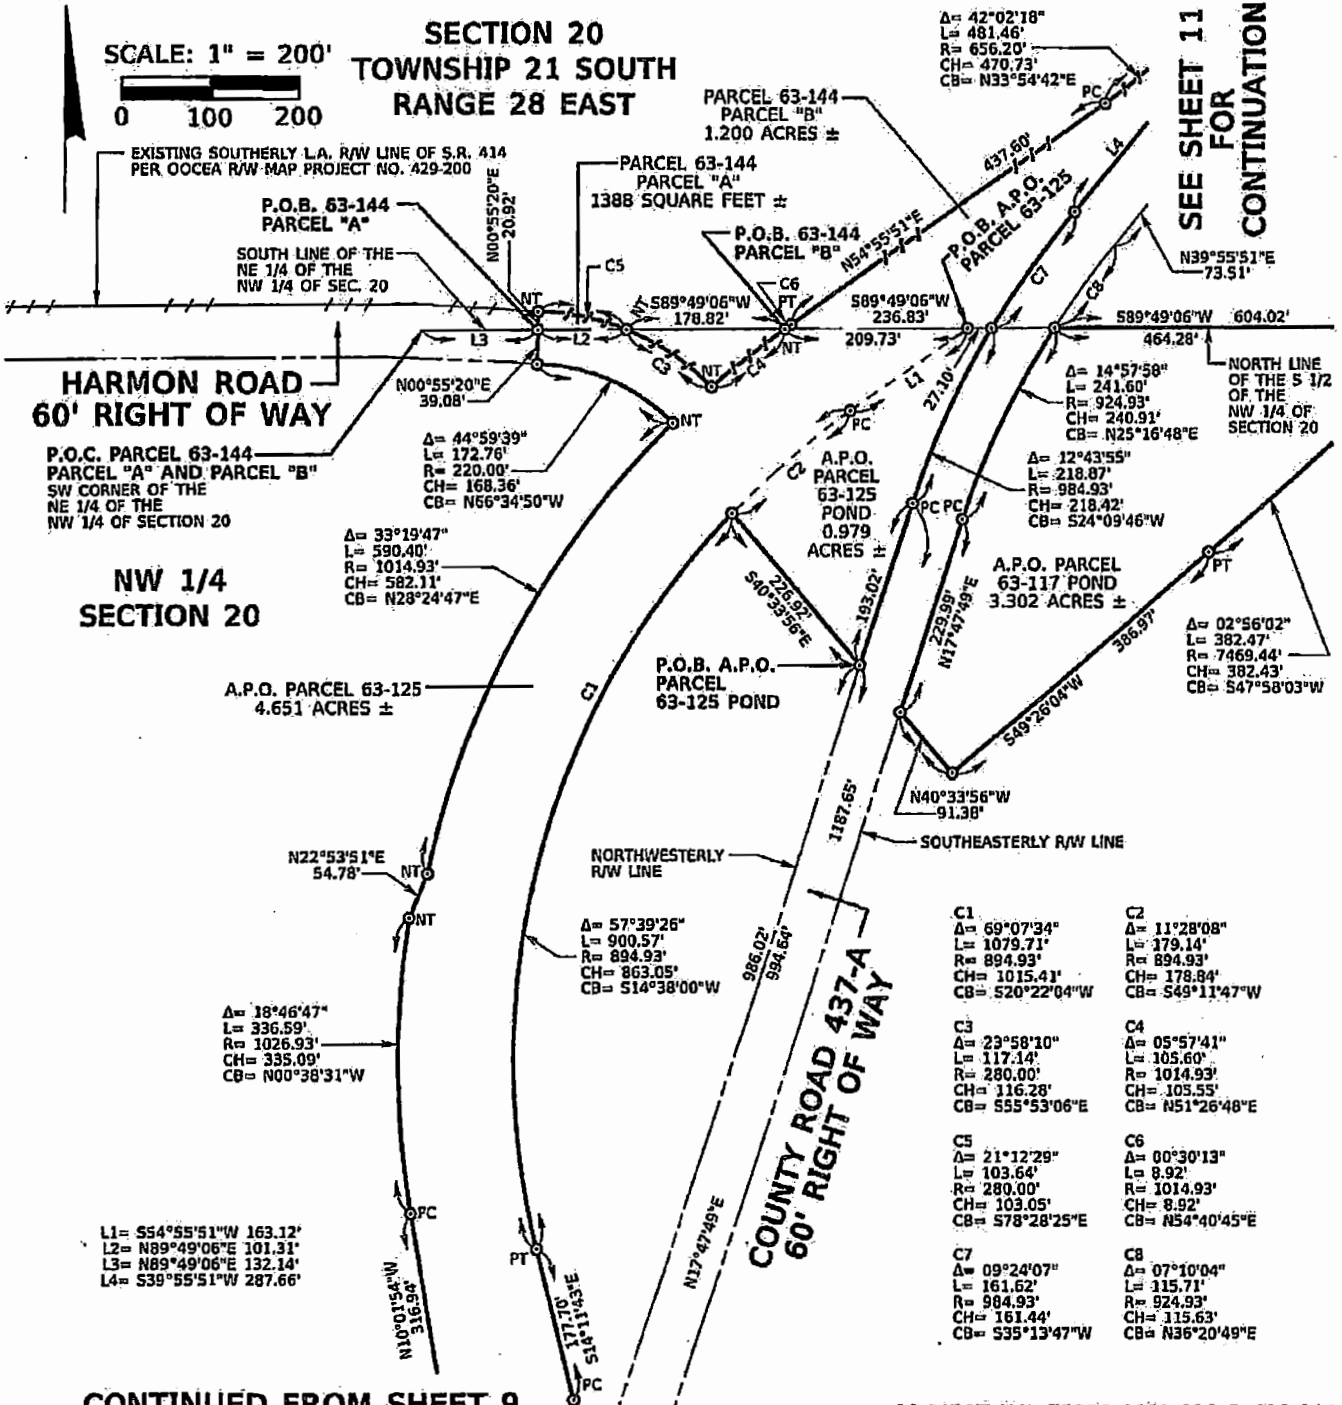 SCALE: 1" = 200'
0 100 200
SECTION 20
TOWNSHIP 21 SOUTH
RANGE 28 EAST
Δ= 42°02'18"
L= 481.46'
R= 656.20'
CH= 470.73'
CB= N33°54'42"E
SEE SHEET 11
FOR
CONTINUATION
EXISTING SOUTHERLY L.A. R/W LINE OF S.R. 414
PER OOCEA R/W MAP PROJECT NO. 429-200
PARCEL 63-144
PARCEL "B"
1.200 ACRES ±
PC
437.60'
L4
PARCEL 63-144
PARCEL "A"
1388 SQUARE FEET ±
P.O.B. 63-144
PARCEL "A"
N00°55'20"E
20.92'
P.O.B. 63-144
PARCEL "B"
N54°55'51"E
P.O.B. A.P.O.
PARCEL 63-125
SOUTH LINE OF THE
NE 1/4 OF THE
NW 1/4 OF SEC. 20
C5
C6
PT
C7
C8
N39°55'51"E
73.51'
NT
NT
S89°49'06"W
178.82'
S89°49'06"W
236.83'
209.73'
S89°49'06"W 604.02'
464.28'
L3
L2
NT
C3
NT
C4
HARMON ROAD
60' RIGHT OF WAY
N00°55'20"E
39.08'
L1
27.10'
NORTH LINE
OF THE S 1/2
OF THE
NW 1/4 OF
SECTION 20
Δ= 14°57'58"
L= 241.60'
R= 924.93'
CH= 240.91'
CB= N25°16'48"E
NT
PC
P.O.C. PARCEL 63-144
PARCEL "A" AND PARCEL "B"
SW CORNER OF THE
NE 1/4 OF THE
NW 1/4 OF SECTION 20
Δ= 44°59'39"
L= 172.76'
R= 220.00'
CH= 168.36'
CB= N66°34'50"W
C2
A.P.O.
PARCEL
63-125
POND
0.979
ACRES ±
Δ= 12°43'55"
L= 218.87'
R= 984.93'
CH= 218.42'
CB= S24°09'46"W
PC PC
Δ= 33°19'47"
L= 590.40'
R= 1014.93'
CH= 582.11'
CB= N28°24'47"E
NW 1/4
SECTION 20
226.92'
S40°33'56"E
193.02'
229.99'
N17°47'49"E
A.P.O. PARCEL
63-117 POND
3.302 ACRES ±
PT
386.97'
S49°26'04"W
Δ= 02°56'02"
L= 382.47'
R= 7469.44'
CH= 382.43'
CB= S47°58'03"W
A.P.O. PARCEL 63-125
4.651 ACRES ±
C1
P.O.B. A.P.O.
PARCEL
63-125 POND
N40°33'56"W
91.38'
1187.65'
SOUTHEASTERLY R/W LINE
NORTHWESTERLY
R/W LINE
N22°53'51"E
54.78'
NT
NT
Δ= 57°39'26"
L= 900.57'
R= 894.93'
CH= 863.05'
CB= S14°38'00"W
986.02'
994.64'
COUNTY ROAD 437-A
60' RIGHT OF WAY
N17°47'49"E
Δ= 18°46'47"
L= 336.59'
R= 1026.93'
CH= 335.09'
CB= N00°38'31"W
C1
Δ= 69°07'34"
L= 1079.71'
R= 894.93'
CH= 1015.41'
CB= S20°22'04"W
C2
Δ= 11°28'08"
L= 179.14'
R= 894.93'
CH= 178.84'
CB= S49°11'47"W
C3
Δ= 23°58'10"
L= 117.14'
R= 280.00'
CH= 116.28'
CB= S55°53'06"E
C4
Δ= 05°57'41"
L= 105.60'
R= 1014.93'
CH= 105.55'
CB= N51°26'48"E
C5
Δ= 21°12'29"
L= 103.64'
R= 280.00'
CH= 103.05'
CB= S78°28'25"E
C6
Δ= 00°30'13"
L= 8.92'
R= 1014.93'
CH= 8.92'
CB= N54°40'45"E
C7
Δ= 09°24'07"
L= 161.62'
R= 984.93'
CH= 161.44'
CB= S35°13'47"W
C8
Δ= 07°10'04"
L= 115.71'
R= 924.93'
CH= 115.63'
CB= N36°20'49"E
PC
PT
L1= S54°55'51"W 163.12'
L2= N89°49'06"E 101.31'
L3= N89°49'06"E 132.14'
L4= S39°55'51"W 287.66'
N10°01'54"W
316.94'
177.70'
S14°11'43"E
PC
CONTINUED FROM SHEET 9